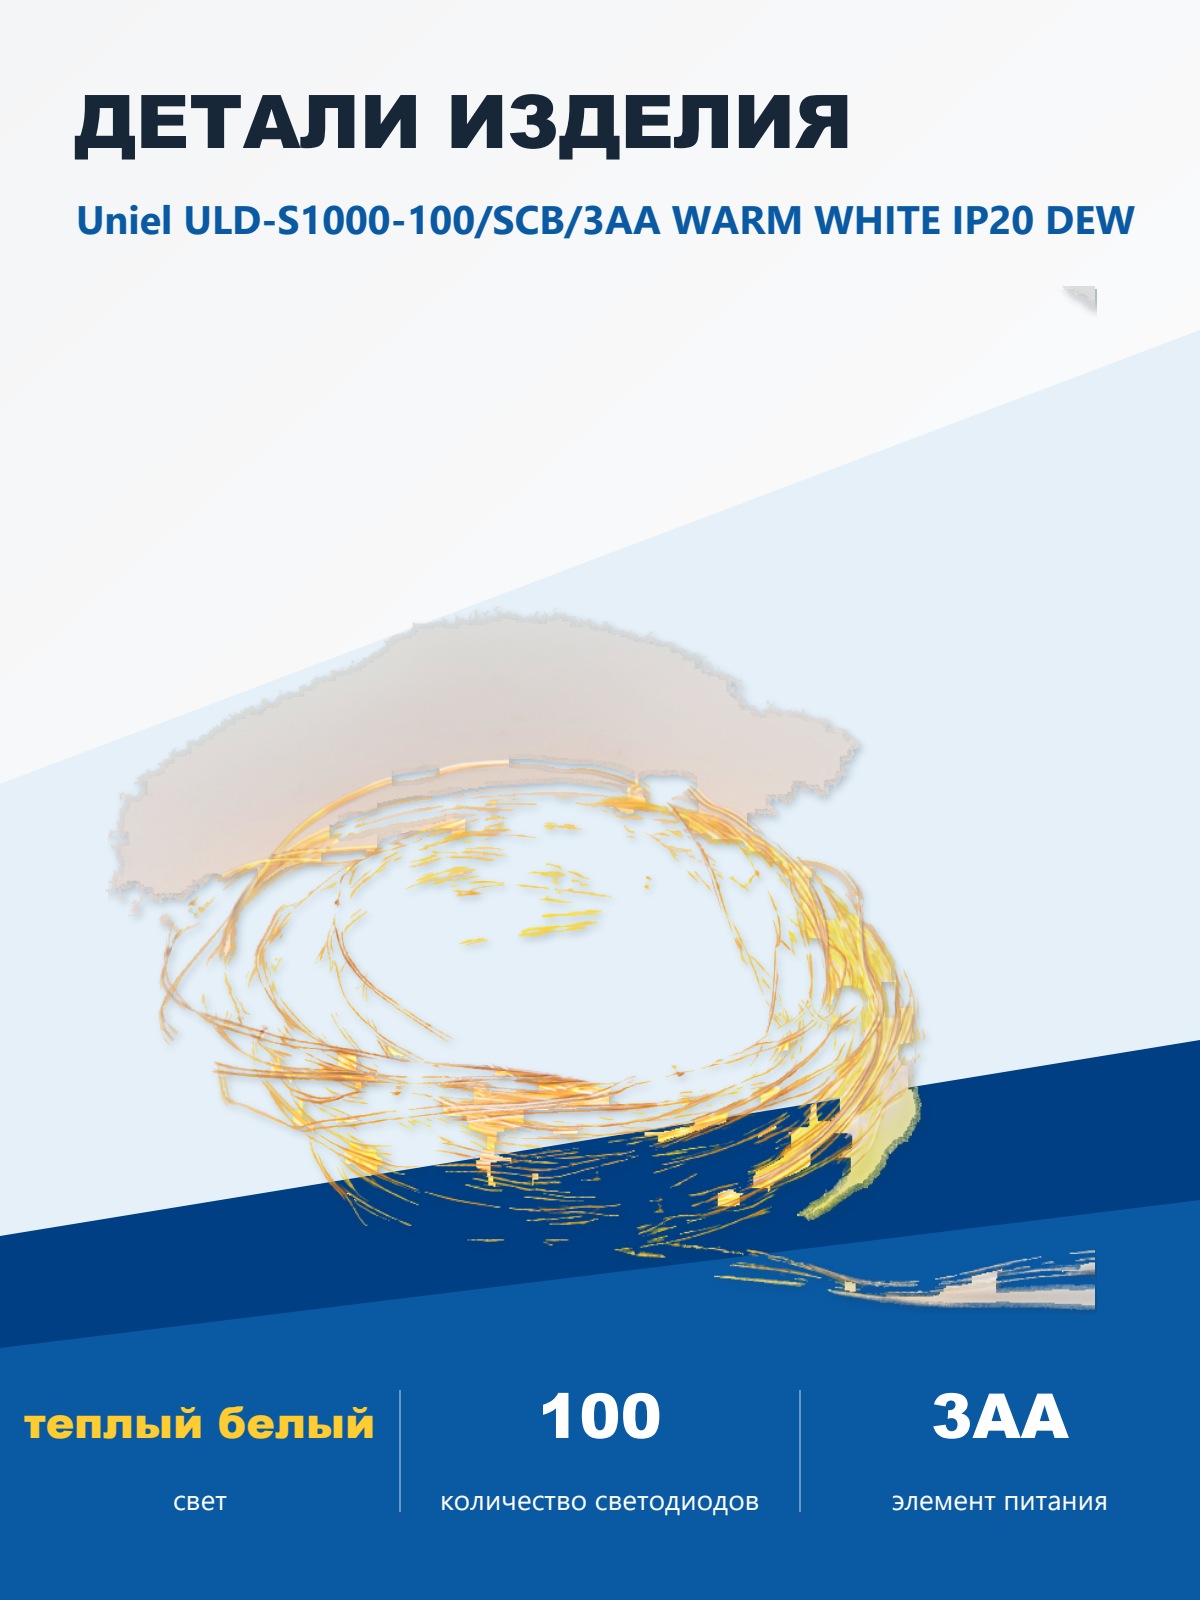 ДЕТАЛИ ИЗДЕЛИЯ
Uniel ULD-S1000-100/SCB/3AA WARM WHITE IP20 DEW
теплый белый
свет
100
количество светодиодов
3АА
элемент питания